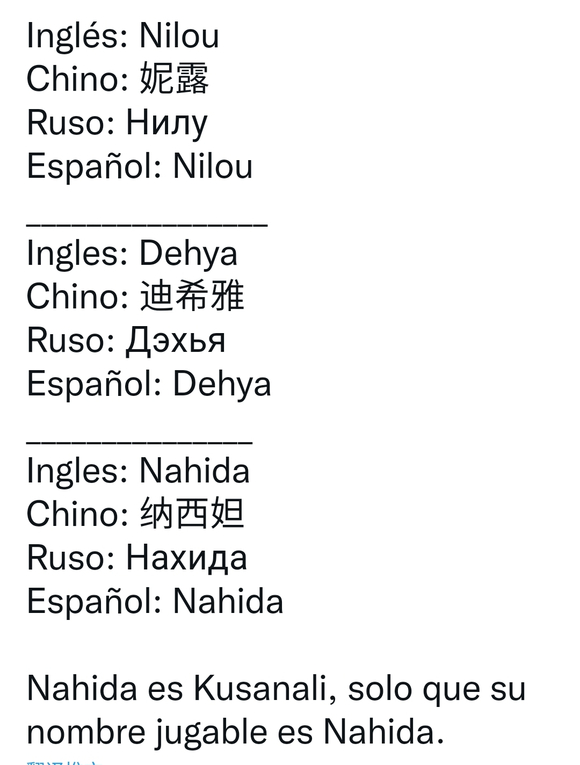 Inglés: Nilou
Chino: 妮露
Ruso: Нилу
Español: Nilou
________________
Ingles: Dehya
Chino: 迪希雅
Ruso: Дэхья
Español: Dehya
_______________
Ingles: Nahida
Chino: 纳西妲
Ruso: Нахида
Español: Nahida
Nahida es Kusanali, solo que su
nombre jugable es Nahida.